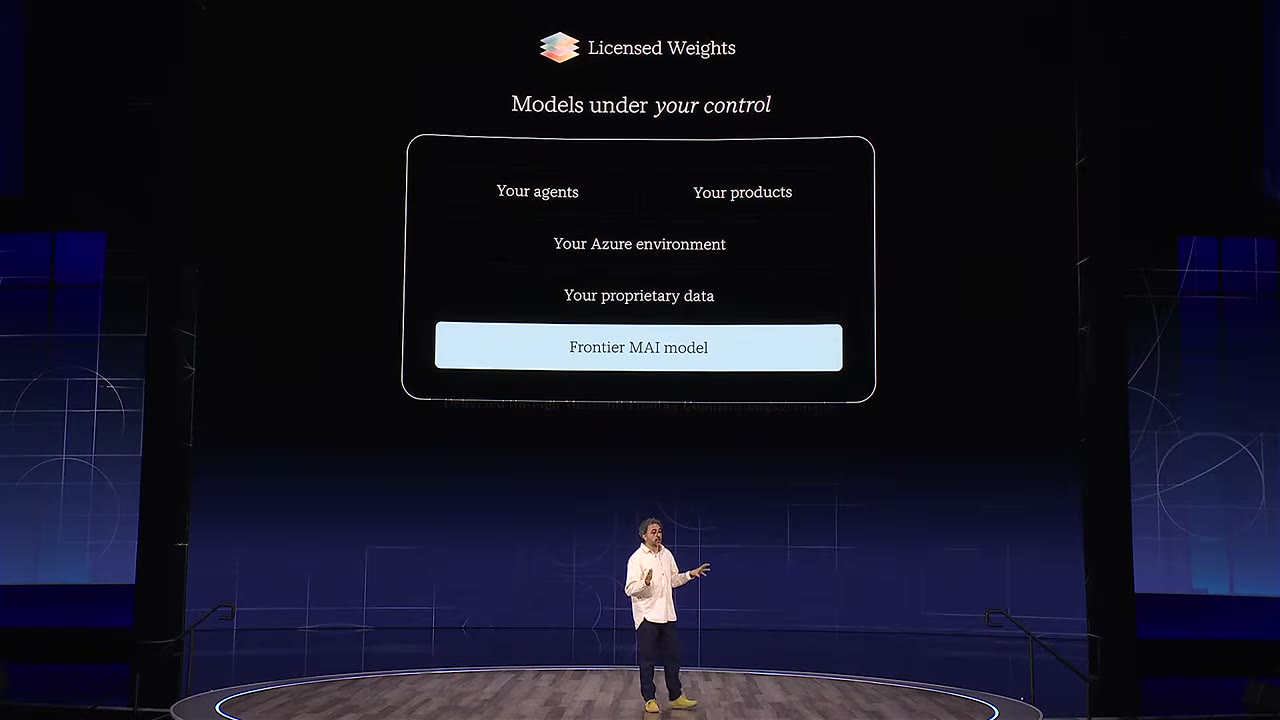 Licensed Weights
Models under your control
Your agents Your products
Your Azure environment
Your proprietary data
Frontier MAI model